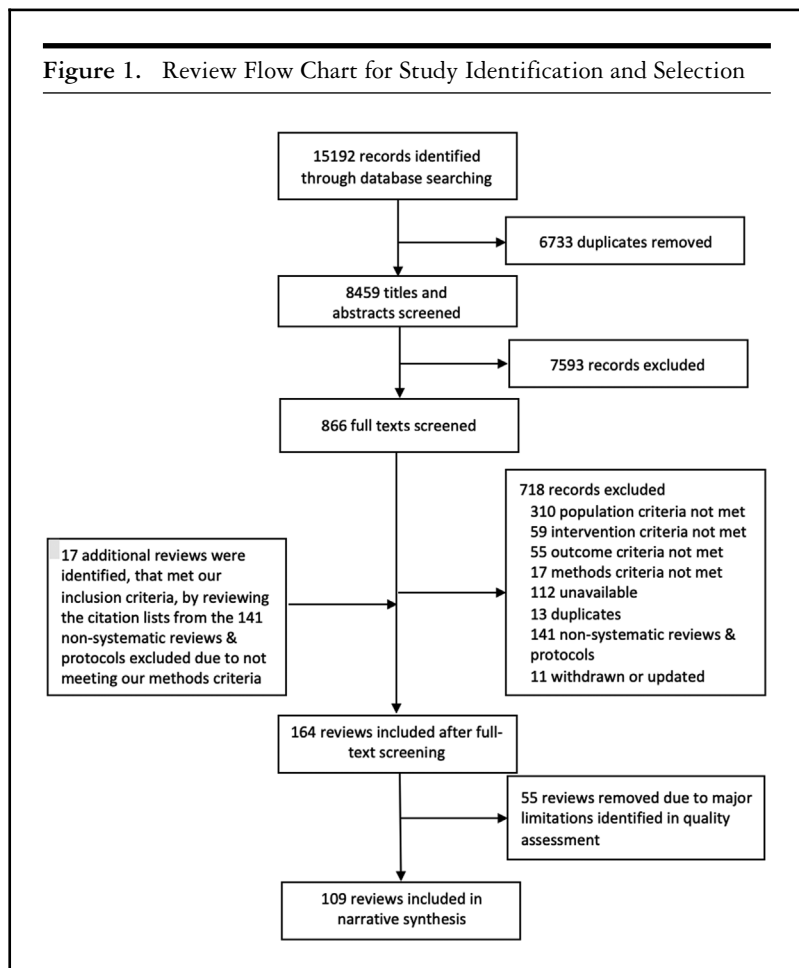 Figure 1. Review Flow Chart for Study Identification and Selection
15192 records identified
through database searching
6733 duplicates removed
8459 titles and
abstracts screened
7593 records excluded
866 full texts screened
718 records excluded
310 population criteria not met
59 intervention criteria not met
55 outcome criteria not met
17 methods criteria not met
112 unavailable
13 duplicates
141 non-systematic reviews &
protocols
11 withdrawn or updated
17 additional reviews were
identified, that met our
inclusion criteria, by reviewing
the citation lists from the 141
non-systematic reviews &
protocols excluded due to not
meeting our methods criteria
164 reviews included after full-
text screening
55 reviews removed due to major
limitations identified in quality
assessment
109 reviews included in
narrative synthesis